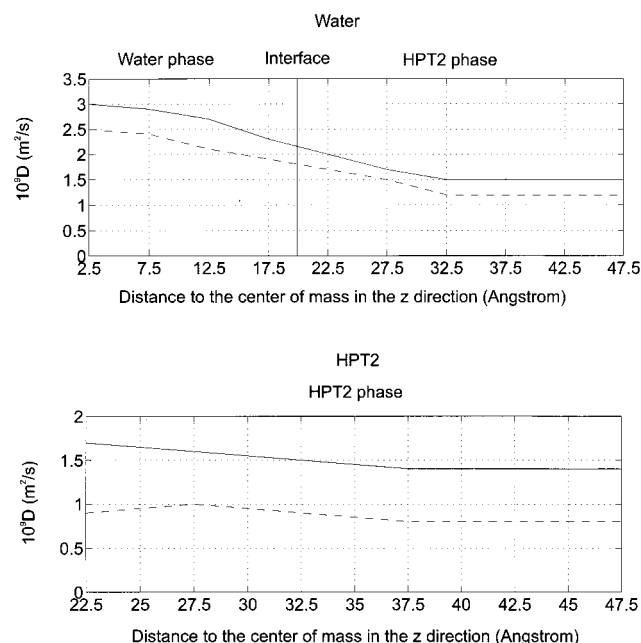 Water
Water phase Interface HPT2 phase
3.5
3
2.5
2
1.5
1
0.5
0
10⁹D (m²/s)
2.5 7.5 12.5 17.5 22.5 27.5 32.5 37.5 42.5 47.5
Distance to the center of mass in the z direction (Angstrom)
HPT2
HPT2 phase
2
1.5
1
0.5
0
10⁹D (m²/s)
22.5 25 27.5 30 32.5 35 37.5 40 42.5 45 47.5
Distance to the center of mass in the z direction (Angstrom)